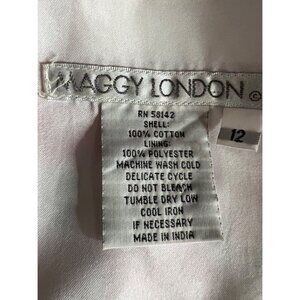 MAGGY LONDON ©
12
RN 58142
SHELL:
100% COTTON
LINING:
100% POLYESTER
MACHINE WASH COLD
DELICATE CYCLE
DO NOT BLEACH
TUMBLE DRY LOW
COOL IRON
IF NECESSARY
MADE IN INDIA